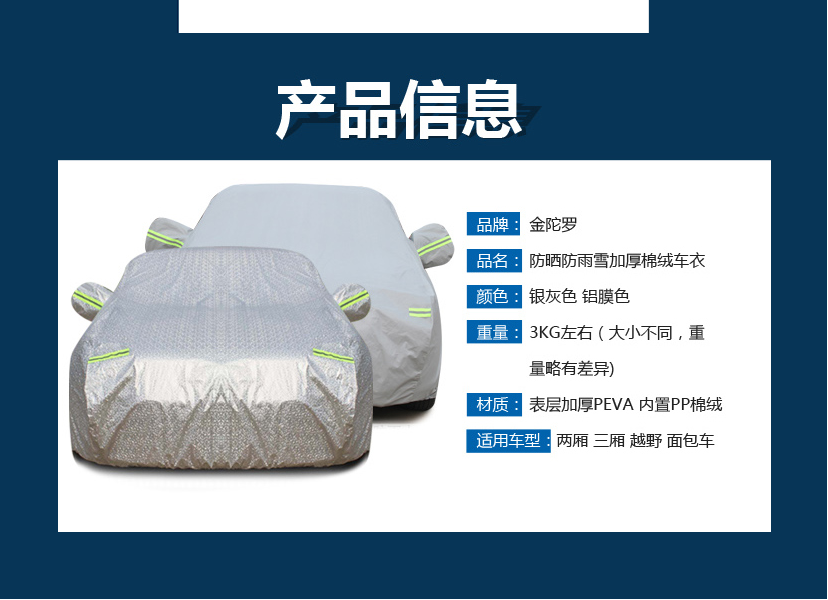 产品信息
品牌： 金陀罗
品名： 防晒防雨雪加厚棉绒车衣
颜色： 银灰色 铝膜色
重量： 3KG左右（大小不同，重
量略有差异)
材质： 表层加厚PEVA 内置PP棉绒
适用车型： 两厢 三厢 越野 面包车